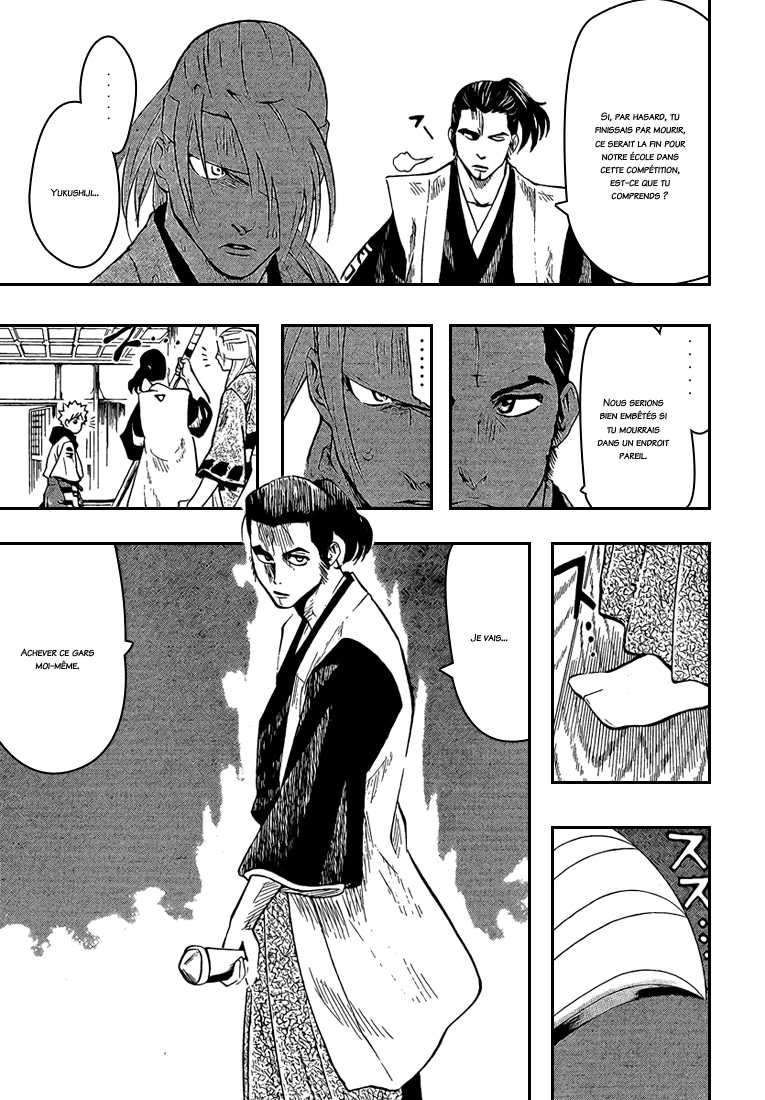 SI, PAR HASARD, TU
FINISSAIS PAR MOURIR,
CE SERAIT LA FIN POUR
NOTRE ÉCOLE DANS
CETTE COMPÉTITION,
EST-CE QUE TU
COMPRENDS ?
YUKUSHIJI...
NOUS SERIONS
BIEN EMBÊTÉS SI
TU MOURRAIS
DANS UN ENDROIT
PAREIL.
JE VAIS...
ACHEVER CE GARS
MOI-MÊME.
スス…